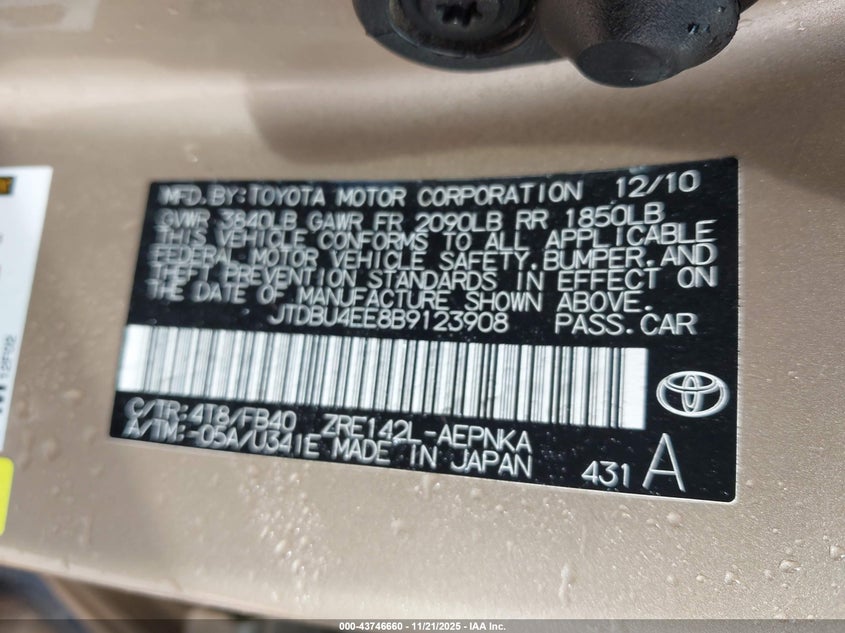 MFD. BY: TOYOTA MOTOR CORPORATION 12/10
GVWR 3840LB GAWR FR 2090LB RR 1850LB
THIS VEHICLE CONFORMS TO ALL APPLICABLE
FEDERAL MOTOR VEHICLE SAFETY, BUMPER, AND
THEFT PREVENTION STANDARDS IN EFFECT ON
THE DATE OF MANUFACTURE SHOWN ABOVE.
JTDBU4EE8B9123908 PASS. CAR
C/TR: 4T8/FB40 ZRE142L-AEPNKA
A/TM: -05A/U341E MADE IN JAPAN
431 A
000-43746660 - 11/21/2025 - IAA Inc.